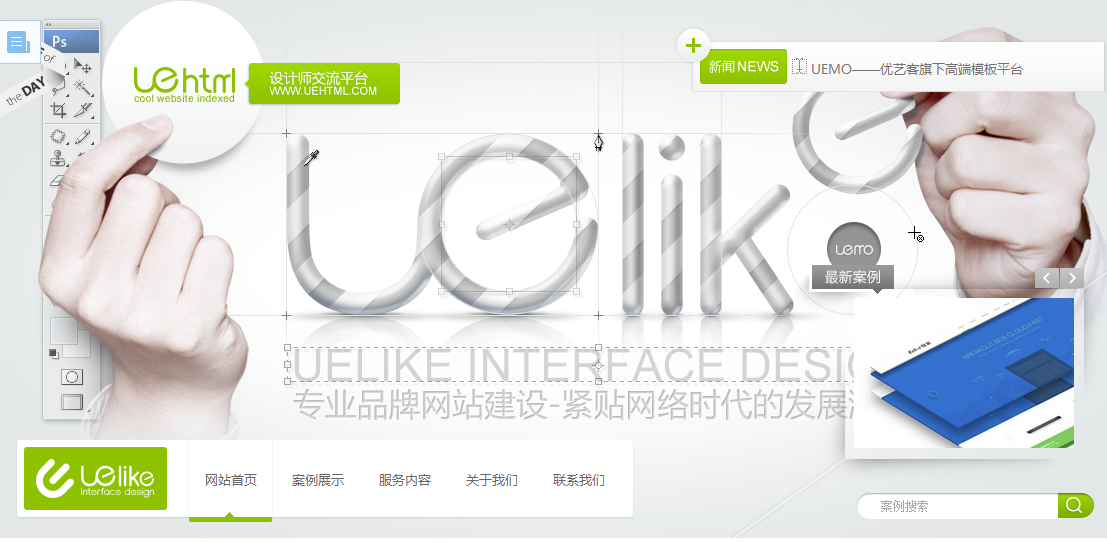 Ps
of
the DAY
uehtml
cool website indexed
设计师交流平台
WWW.UEHTML.COM
新闻 NEWS
UEMO——优艺客旗下高端模板平台
uelike
uemo
最新案例
UELIKE INTERFACE DESIG
专业品牌网站建设-紧贴网络时代的发展
uelike
interface design
网站首页
案例展示
服务内容
关于我们
联系我们
案例搜索